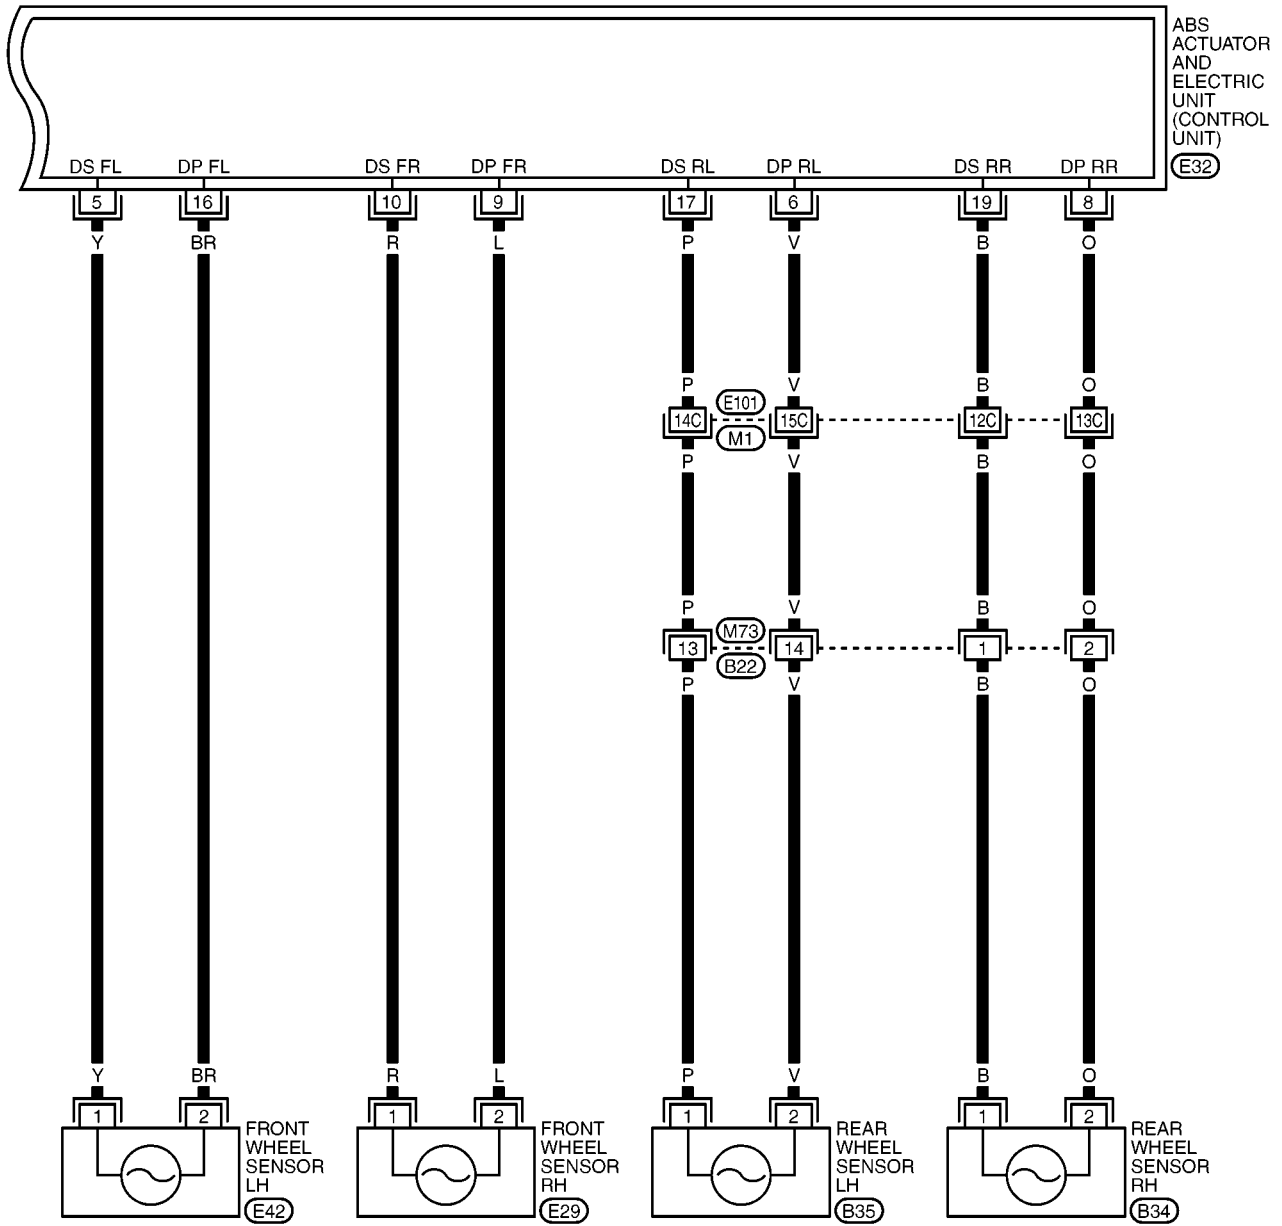 ABS
ACTUATOR
AND
ELECTRIC
UNIT
(CONTROL
UNIT)
E32
DS FL DP FL DS FR DP FR DS RL DP RL DS RR DP RR
5 16 10 9 17 6 19 8
Y BR R L P V B O
P V B O
E101
14C 15C 12C 13C
M1
P V B O
P V B O
M73
13 14 1 2
B22
P V B O
Y BR R L P V B O
1 2 1 2 1 2 1 2
FRONT
WHEEL
SENSOR
LH
E42
FRONT
WHEEL
SENSOR
RH
E29
REAR
WHEEL
SENSOR
LH
B35
REAR
WHEEL
SENSOR
RH
B34